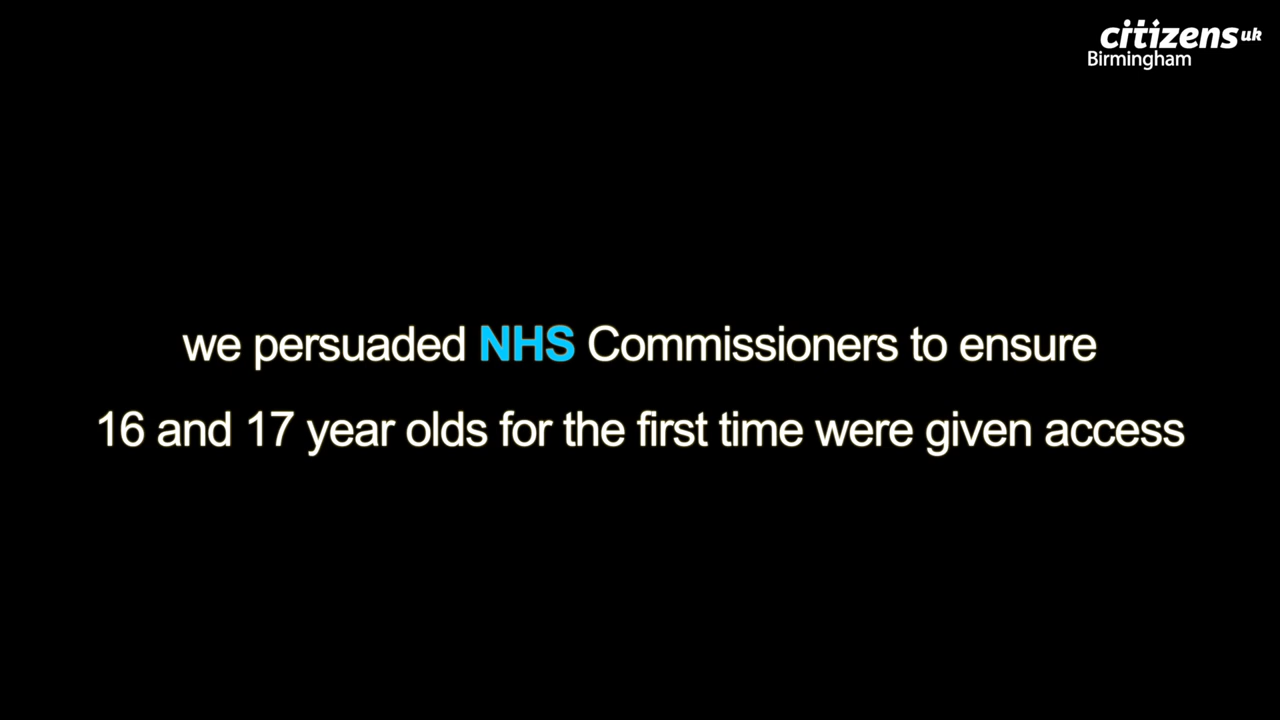 citizens uk
Birmingham
we persuaded NHS Commissioners to ensure
16 and 17 year olds for the first time were given access